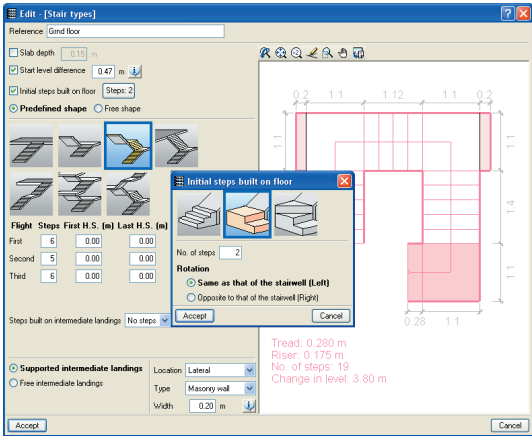 Edit - [Stair types]
Reference Grnd floor
Slab depth 0.15 m
Start level difference 0.47 m
Initial steps built on floor Steps: 2
Predefined shape Free shape
Flight Steps First H.S. (m) Last H.S. (m)
First 6 0.00 0.00
Second 5 0.00 0.00
Third 6 0.00 0.00
Steps built on intermediate landings No steps
Supported intermediate landings
Free intermediate landings
Location Lateral
Type Masonry wall
Width 0.20 m
Accept
Initial steps built on floor
No. of steps 2
Rotation
Same as that of the stairwell (Left)
Opposite to that of the stairwell (Right)
Accept Cancel
0.2 1.1 1.12 1.1 0.2
1.1 1.1
1.4
1.1
0.28 1.1
Tread: 0.280 m
Riser: 0.175 m
No. of steps: 19
Change in level: 3.80 m
Cancel